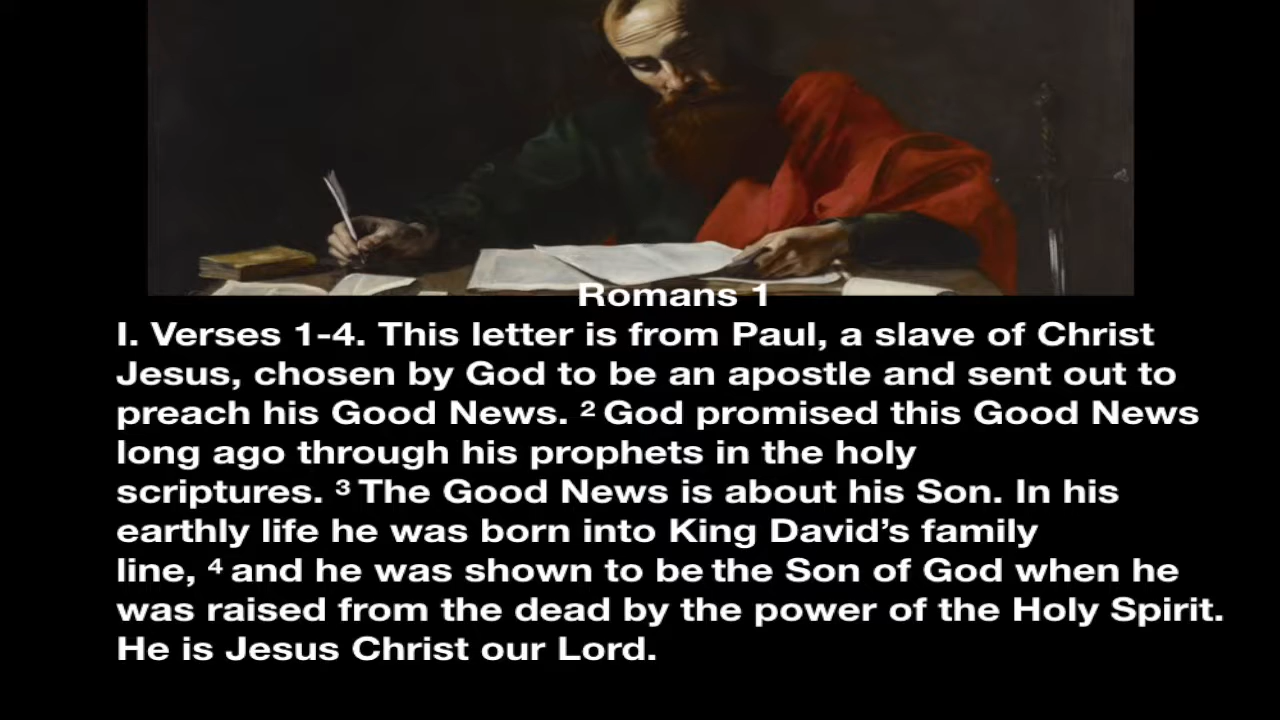 Romans 1
I. Verses 1-4. This letter is from Paul, a slave of Christ
Jesus, chosen by God to be an apostle and sent out to
preach his Good News. ² God promised this Good News
long ago through his prophets in the holy
scriptures. ³ The Good News is about his Son. In his
earthly life he was born into King David’s family
line, ⁴ and he was shown to be the Son of God when he
was raised from the dead by the power of the Holy Spirit.
He is Jesus Christ our Lord.